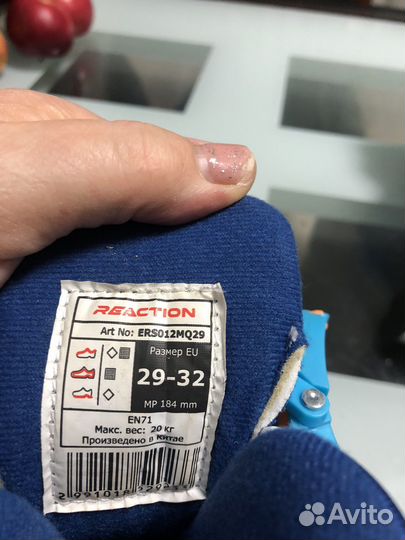 REACTION
Art No: ERS012MQ29
Размер EU
29-32
MP 184 mm
EN71
Макс. вес: 20 кг
Произведено в Китае
Avito